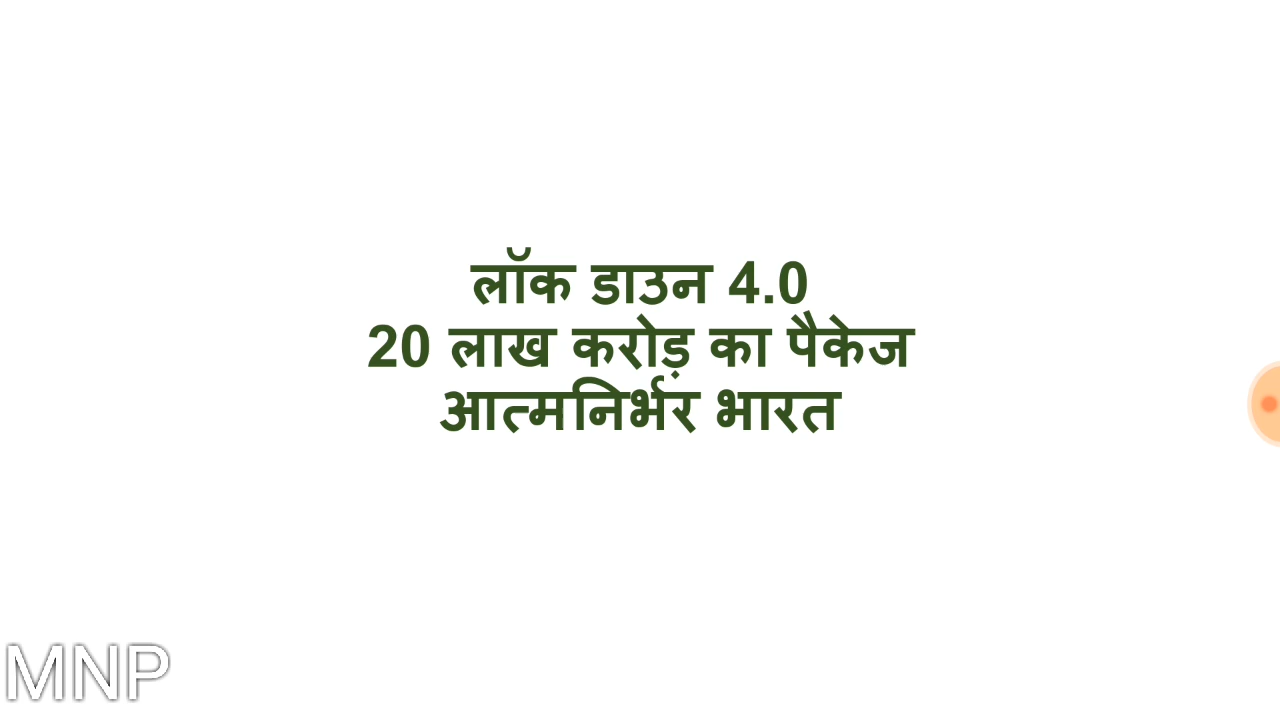 लॉक डाउन 4.0
20 लाख करोड़ का पैकेज
आत्मनिर्भर भारत
MNP